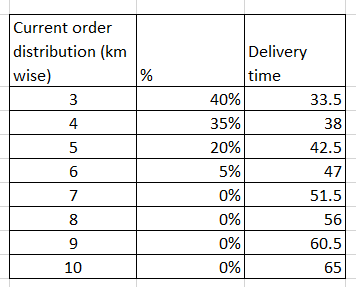 Current order
distribution (km
wise) % Delivery
time
3 40% 33.5
4 35% 38
5 20% 42.5
6 5% 47
7 0% 51.5
8 0% 56
9 0% 60.5
10 0% 65